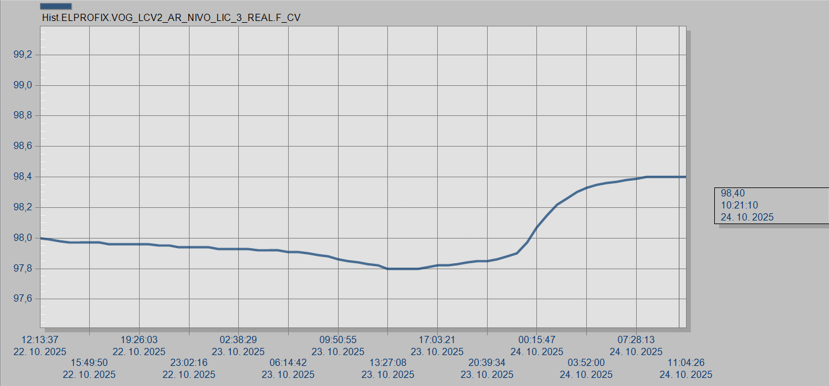 Hist.ELPROFIX.VOG_LCV2_AR_NIVO_LIC_3_REAL.F_CV
99,2
99,0
98,8
98,6
98,4
98,2
98,0
97,8
97,6
98,40
10:21:10
24. 10. 2025
12:13:37 19:26:03 02:38:29 09:50:55 17:03:21 00:15:47 07:28:13
22. 10. 2025 22. 10. 2025 23. 10. 2025 23. 10. 2025 23. 10. 2025 24. 10. 2025 24. 10. 2025
15:49:50 23:02:16 06:14:42 13:27:08 20:39:34 03:52:00 11:04:26
22. 10. 2025 22. 10. 2025 23. 10. 2025 23. 10. 2025 23. 10. 2025 24. 10. 2025 24. 10. 2025